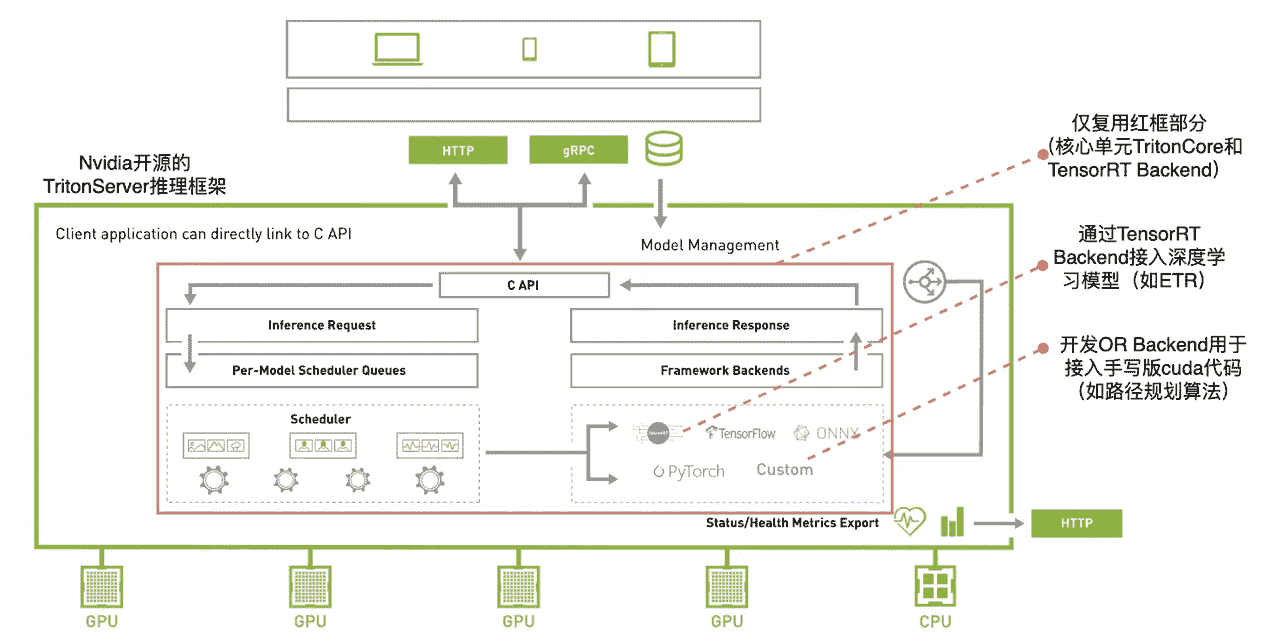 HTTP
gRPC
Nvidia开源的
TritonServer推理框架
仅复用红框部分
（核心单元TritonCore和
TensorRT Backend）
Client application can directly link to C API
Model Management
通过TensorRT
Backend接入深度学
习模型（如ETR）
C API
Inference Request
Inference Response
Per-Model Scheduler Queues
Framework Backends
开发OR Backend用于
接入手写版cuda代码
（如路径规划算法）
Scheduler
TensorFlow
ONNX
PyTorch
Custom
Status/Health Metrics Export
HTTP
GPU
GPU
GPU
GPU
CPU